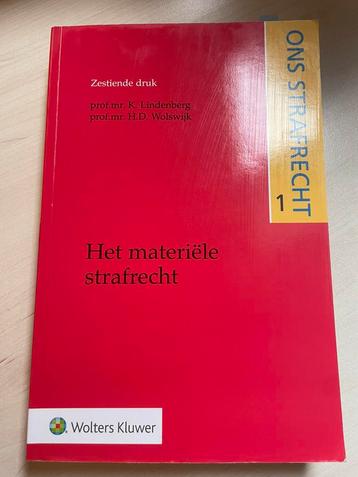 ONS STRAFRECHT
1
Zestiende druk
prof.mr. K. Lindenberg
prof.mr. H.D. Wolswijk
Het materiële
strafrecht
Wolters Kluwer